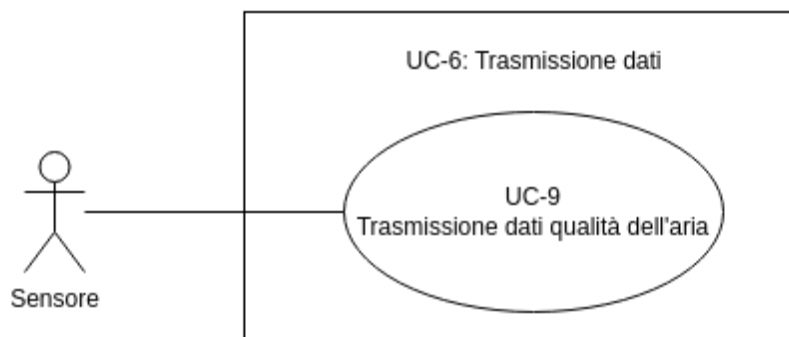 UC-6: Trasmissione dati
UC-9
Trasmissione dati qualità dell'aria
Sensore